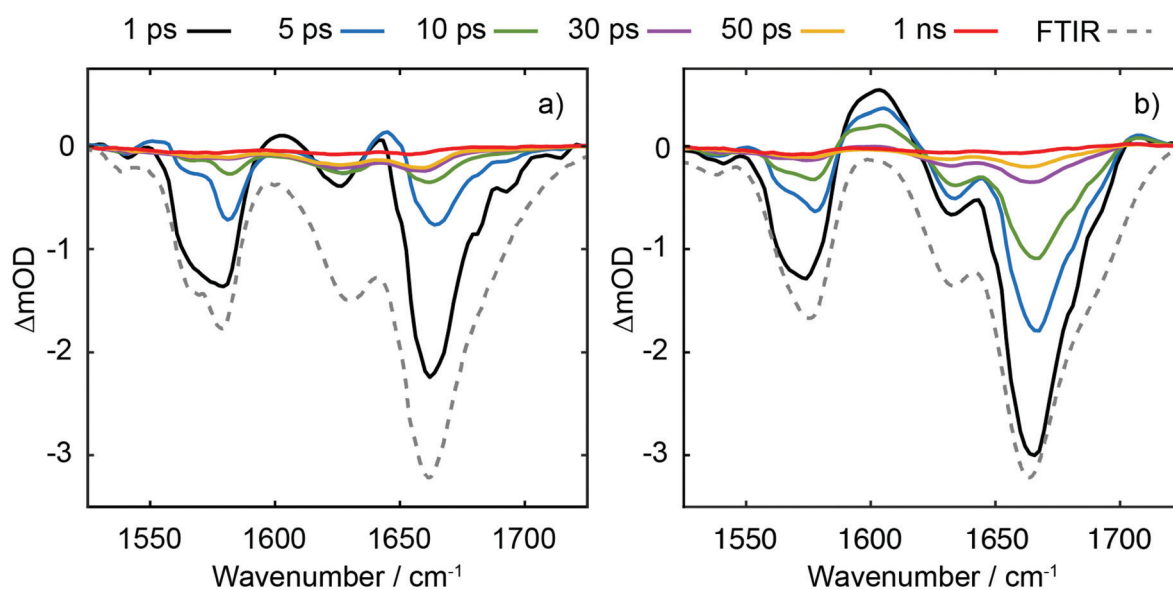 1 ps 5 ps 10 ps 30 ps 50 ps 1 ns FTIR
a)
b)
0
-1
-2
-3
ΔmOD
1550 1600 1650 1700
Wavenumber / cm⁻¹
0
-1
-2
-3
ΔmOD
1550 1600 1650 1700
Wavenumber / cm⁻¹